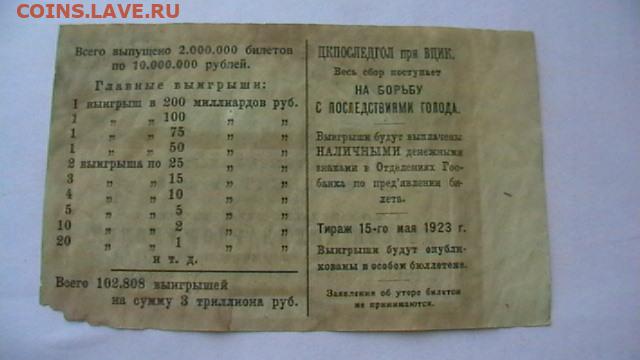 COINS.LAVE.RU
Всего выпущено 2.000.000 билетов
по 10.000.000 рублей.
Главные выигрыши:
1 выигрыш в 200 миллиардов руб.
1 „ „ 100 „ „
1 „ „ 75 „ „
1 „ „ 50 „ „
2 выигрыша по 25 „ „
3 „ „ 15 „ „
4 „ „ 10 „ „
5 „ „ 5 „ „
10 „ „ 2 „ „
20 „ „ 1 „ „
и т. д.
Всего 102.808 выигрышей
на сумму 3 триллиона руб.
ЦКПОСЛЕДГОЛ при ВЦИК.
Весь сбор поступает
НА БОРЬБУ
С ПОСЛЕДСТВИЯМИ ГОЛОДА.
Выигрыши будут выплачены
НАЛИЧНЫМИ денежными
знаками в Отделениях Гос-
банка по пред'явлении би-
лета.
Тираж 15-го мая 1923 г.
Выигрыши будут опубли-
кованы в особом бюллетене.
Заявления об утере билетов
не принимаются.